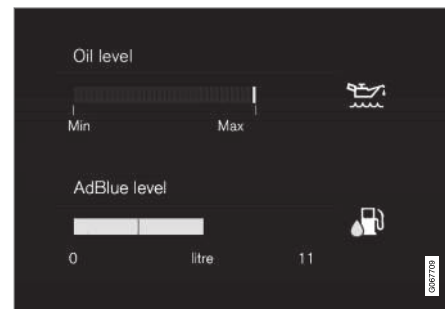 Oil level
Min Max
AdBlue level
0 litre 11
G067709